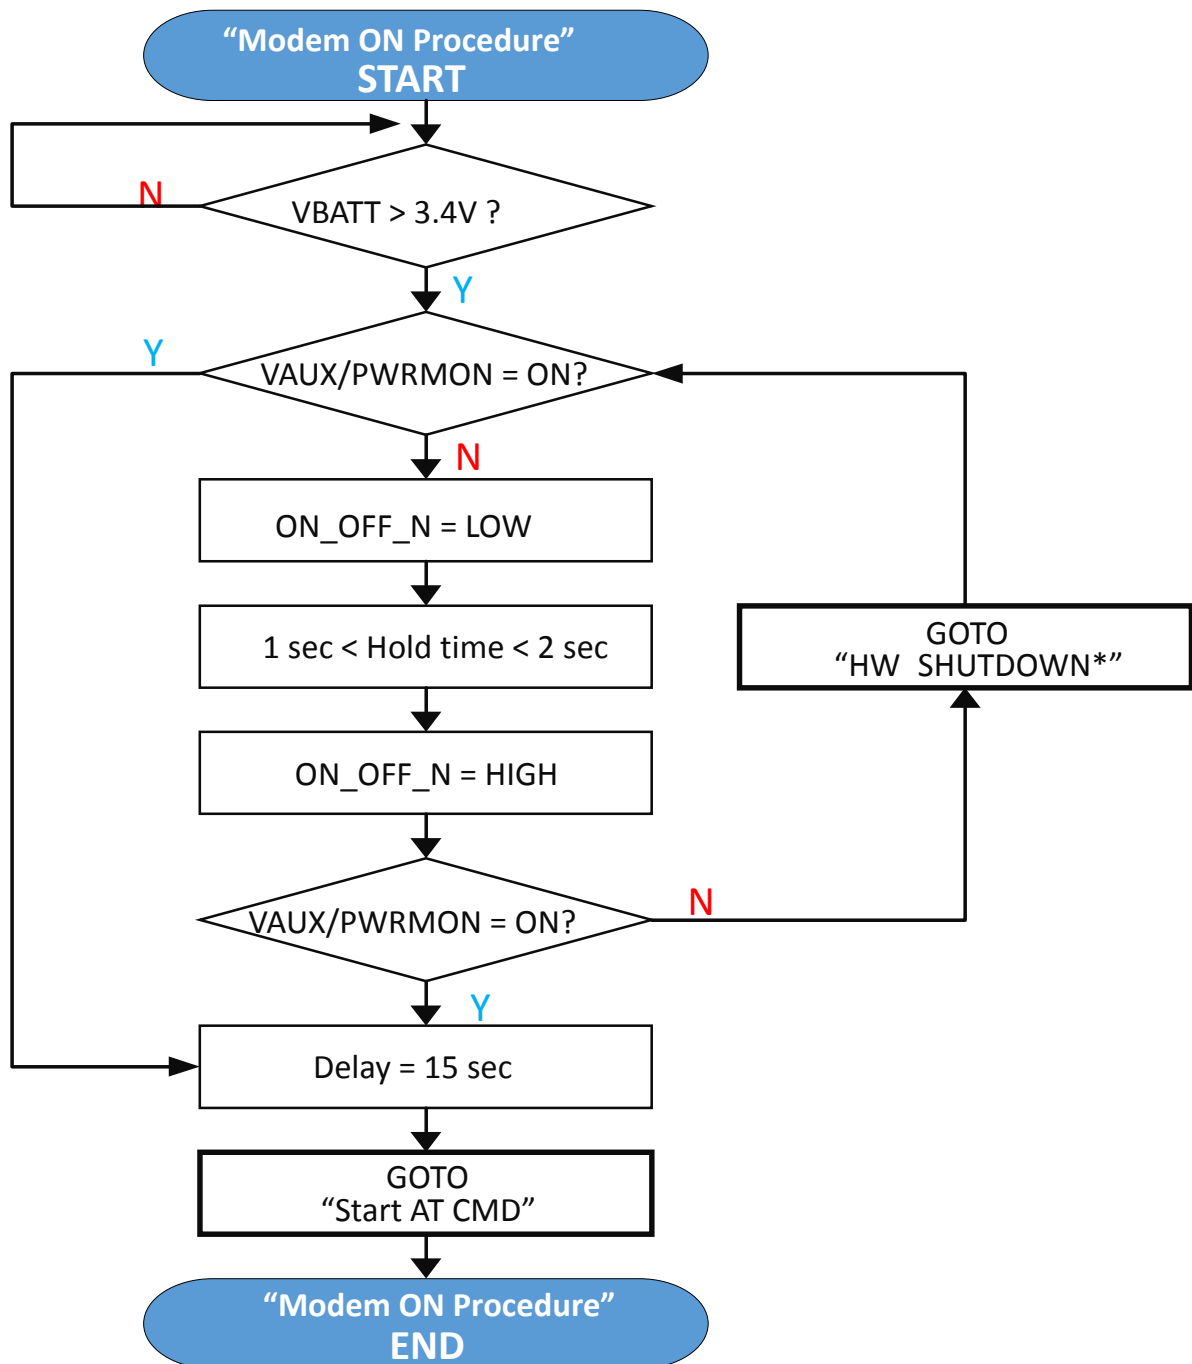 “Modem ON Procedure”
START
N
VBATT > 3.4V ?
Y
Y
VAUX/PWRMON = ON?
N
ON_OFF_N = LOW
1 sec < Hold time < 2 sec
GOTO
“HW SHUTDOWN*”
ON_OFF_N = HIGH
VAUX/PWRMON = ON?
N
Y
Delay = 15 sec
GOTO
“Start AT CMD”
“Modem ON Procedure”
END